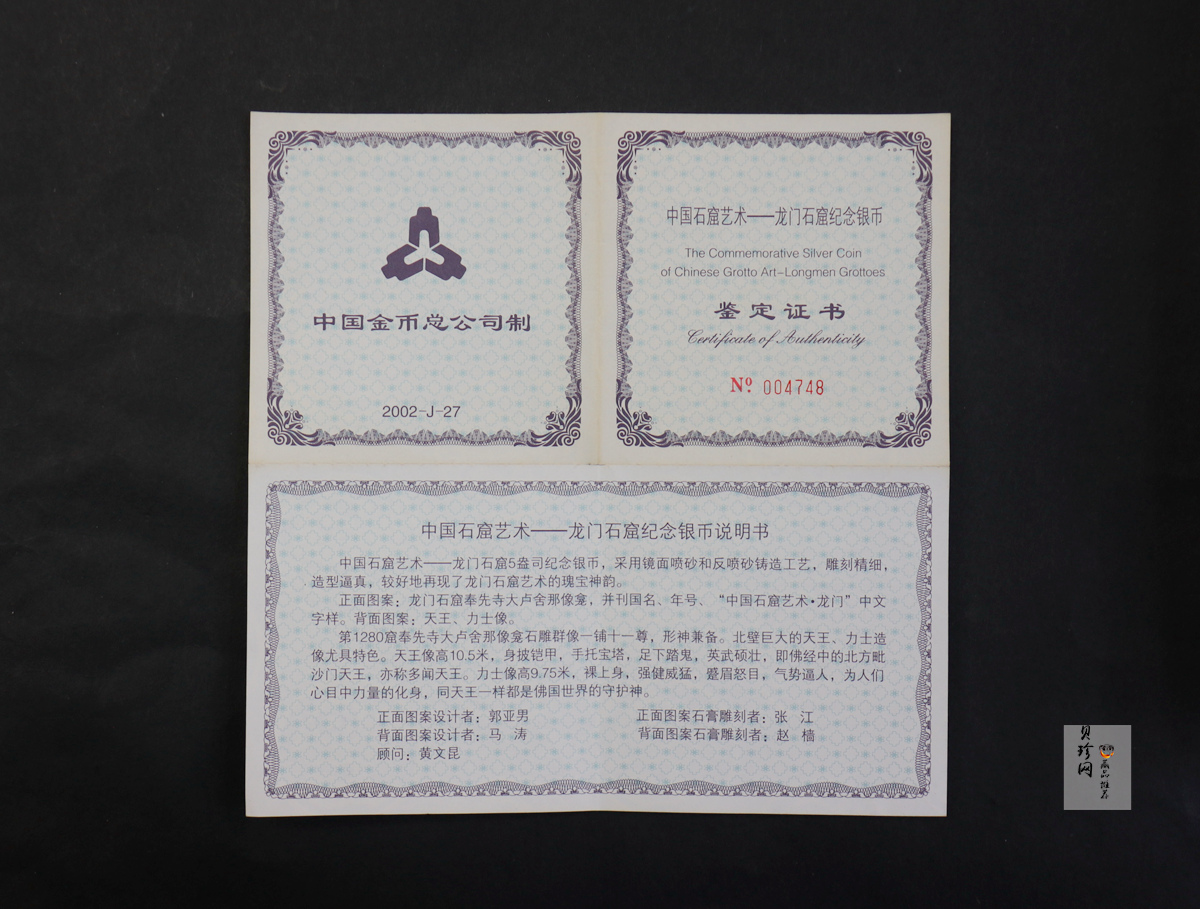 中国金币总公司制
2002-J-27
中国石窟艺术——龙门石窟纪念银币
The Commemorative Silver Coin
of Chinese Grotto Art-Longmen Grottoes
鉴定证书
Certificate of Authenticity
Nº 004748
中国石窟艺术——龙门石窟纪念银币说明书
中国石窟艺术——龙门石窟5盎司纪念银币，采用镜面喷砂和反喷砂铸造工艺，雕刻精细，
造型逼真，较好地再现了龙门石窟艺术的瑰宝神韵。
正面图案：龙门石窟奉先寺大卢舍那像龛，并刊国名、年号、“中国石窟艺术•龙门”中文
字样。背面图案：天王、力士像。
第1280窟奉先寺大卢舍那像龛石雕群像一铺十一尊，形神兼备。北壁巨大的天王、力士造
像尤具特色。天王像高10.5米，身披铠甲，手托宝塔，足下踏鬼，英武硕壮，即佛经中的北方毗
沙门天王，亦称多闻天王。力士像高9.75米，裸上身，强健威猛，蹙眉怒目，气势逼人，为人们
心目中力量的化身，同天王一样都是佛国世界的守护神。
正面图案设计者：郭亚男 正面图案石膏雕刻者：张 江
背面图案设计者：马 涛 背面图案石膏雕刻者：赵 樯
顾问：黄文昆
贝珍网
藏品推荐